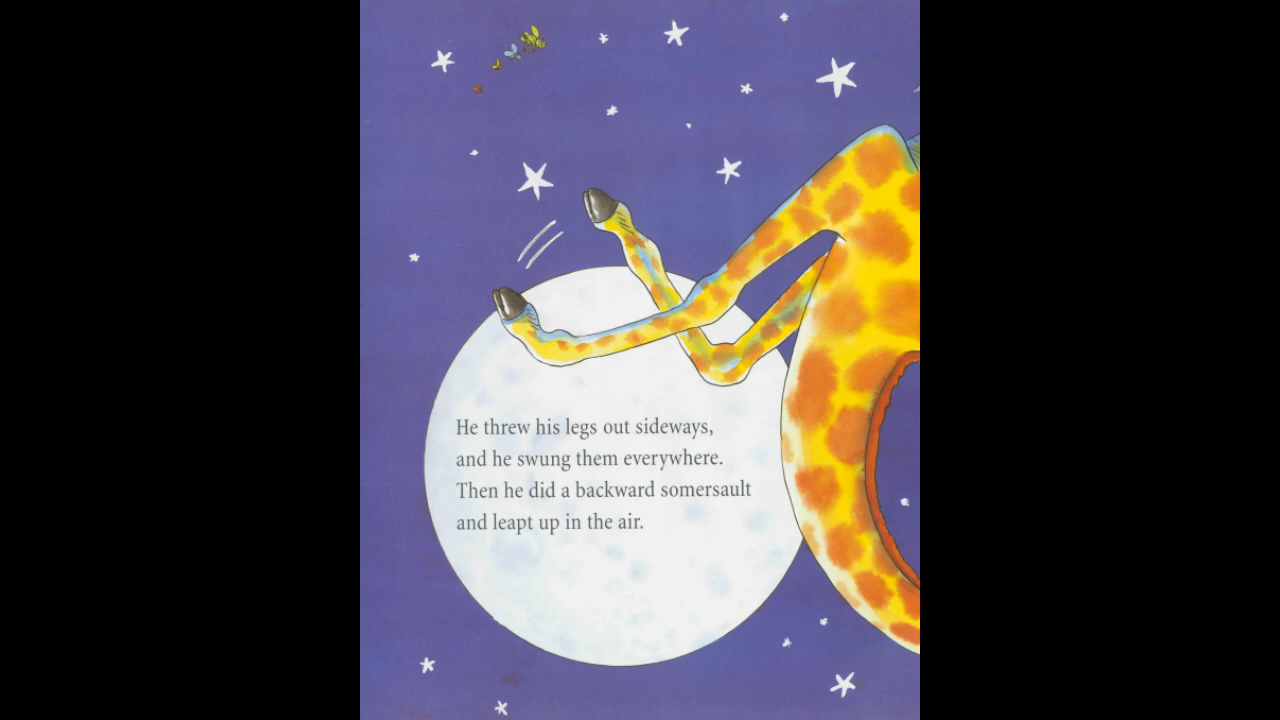 He threw his legs out sideways,
and he swung them everywhere.
Then he did a backward somersault
and leapt up in the air.